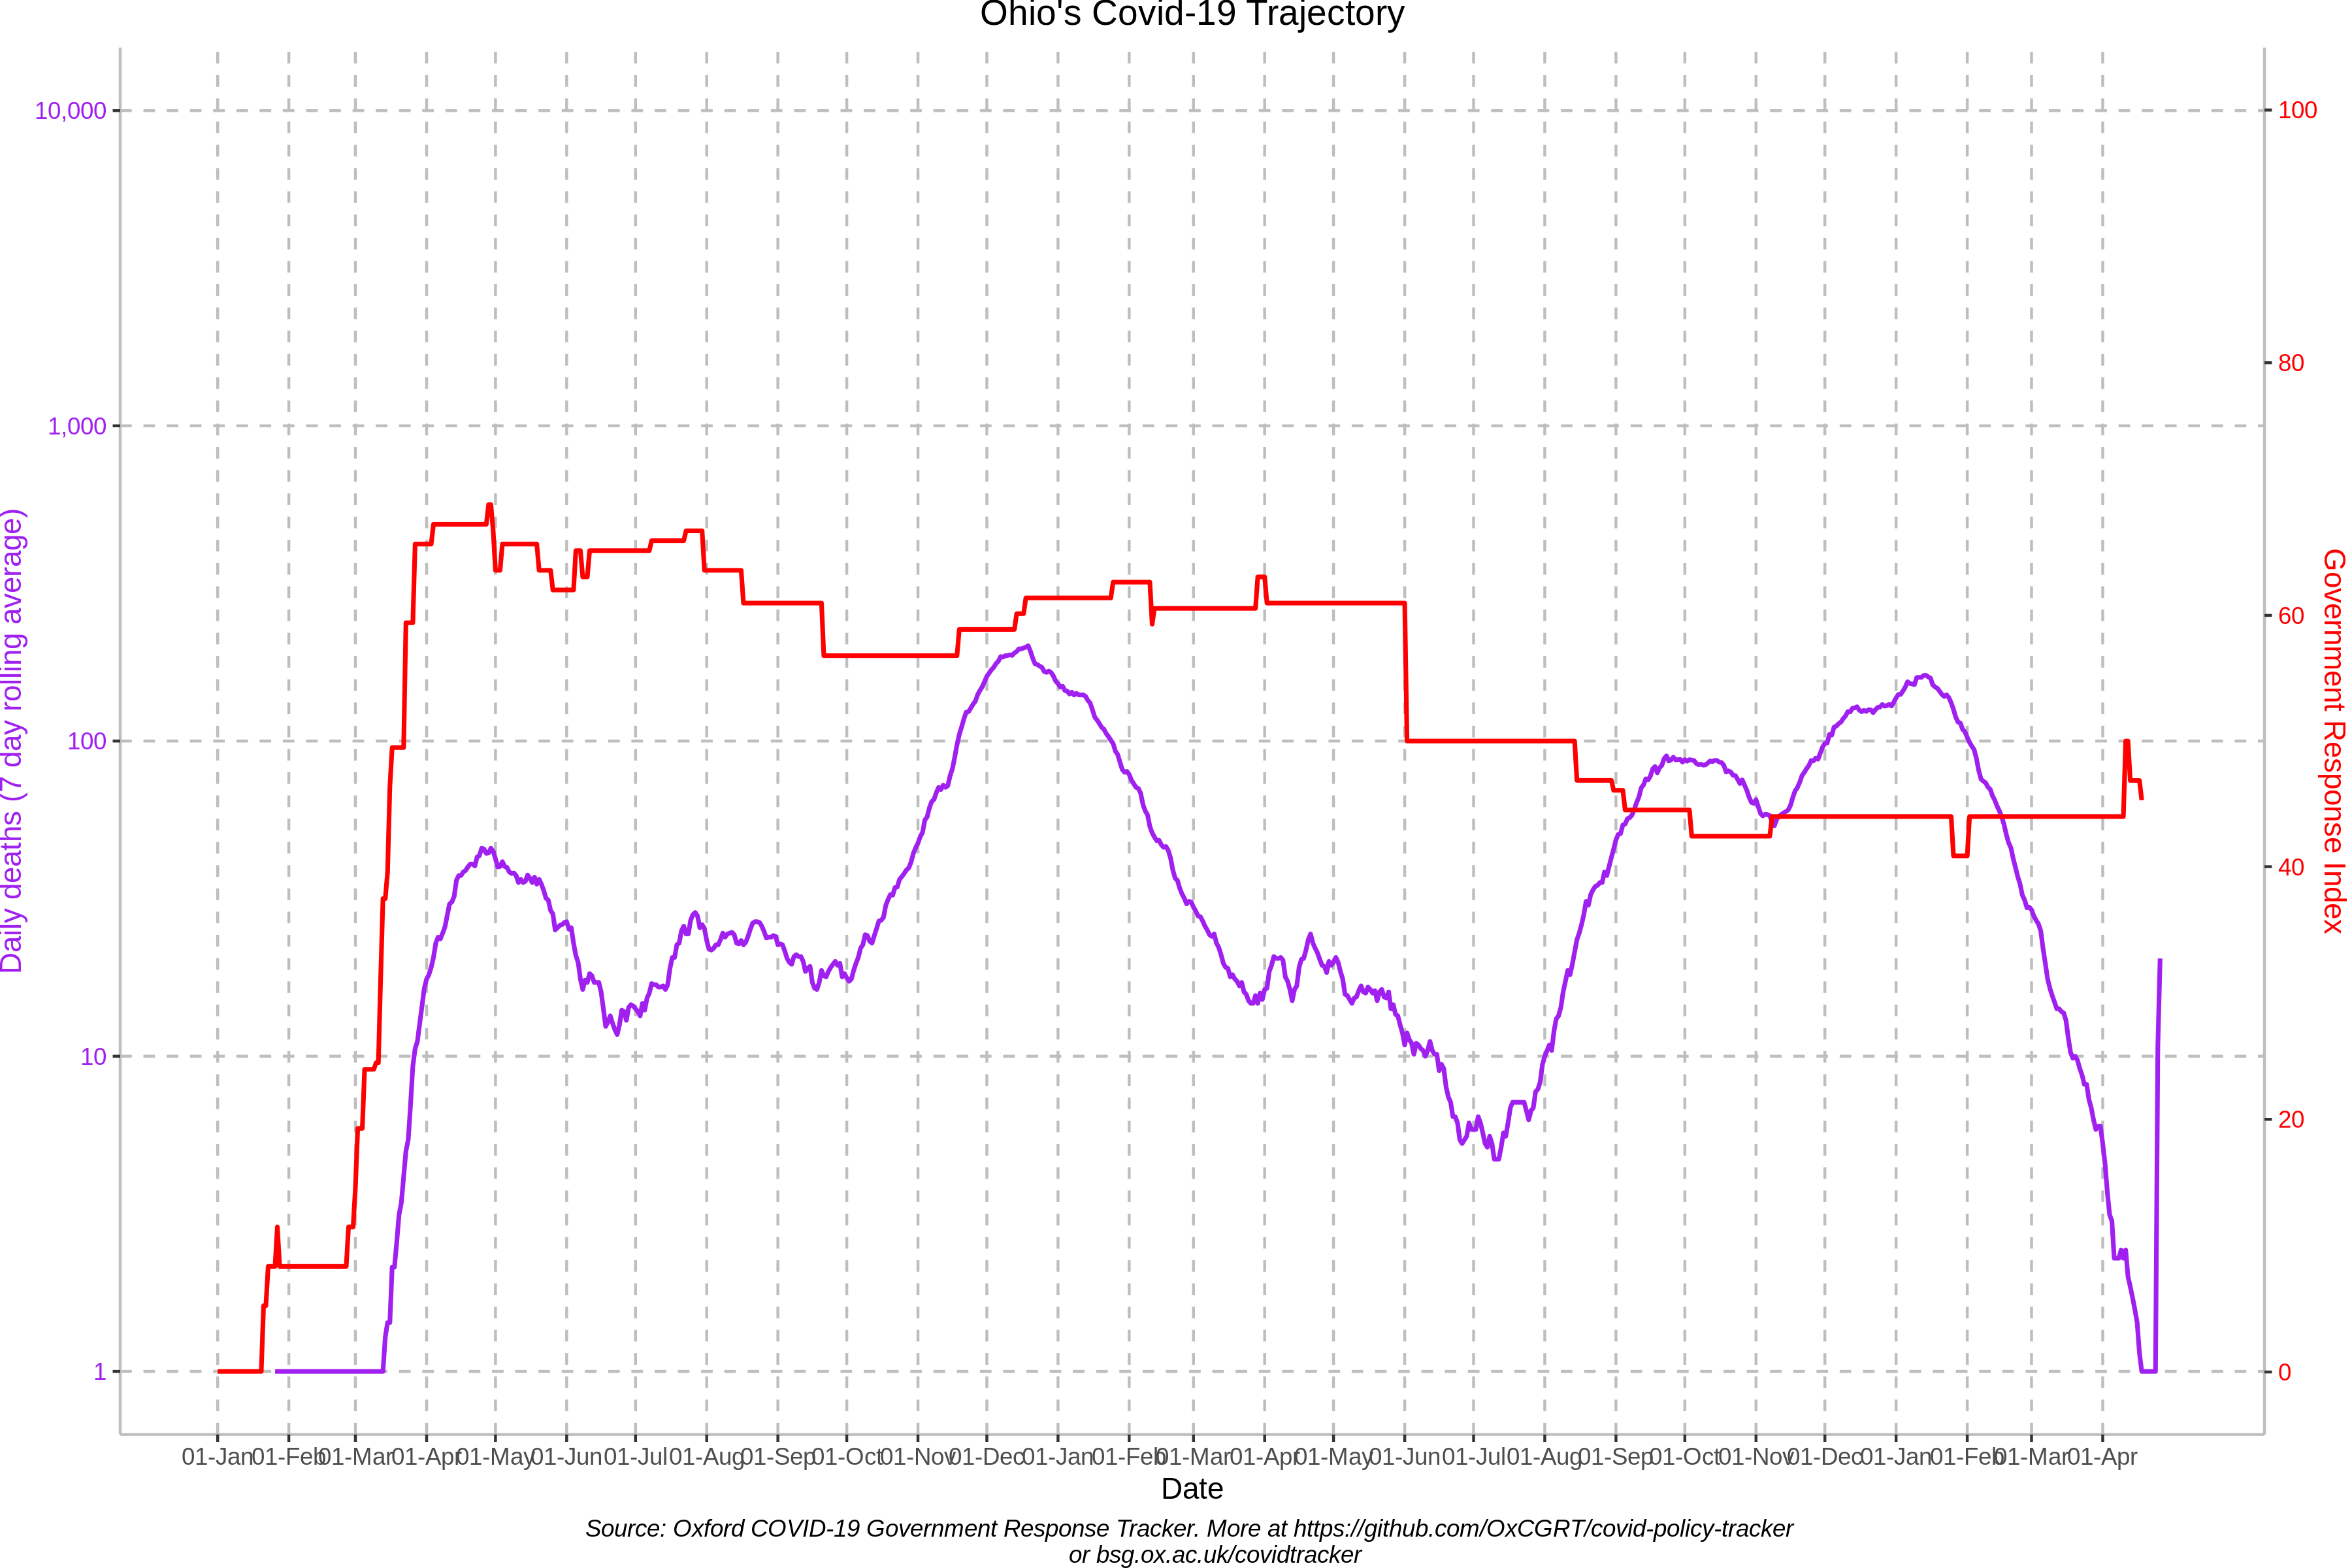 Ohio's Covid-19 Trajectory
10,000
1,000
100
10
1
Daily deaths (7 day rolling average)
100
80
60
40
20
0
Government Response Index
01-Jan
01-Feb
01-Mar
01-Apr
01-May
01-Jun
01-Jul
01-Aug
01-Sep
01-Oct
01-Nov
01-Dec
01-Jan
01-Feb
01-Mar
01-Apr
01-May
01-Jun
01-Jul
01-Aug
01-Sep
01-Oct
01-Nov
01-Dec
01-Jan
01-Feb
01-Mar
01-Apr
Date
Source: Oxford COVID-19 Government Response Tracker. More at https://github.com/OxCGRT/covid-policy-tracker
or bsg.ox.ac.uk/covidtracker